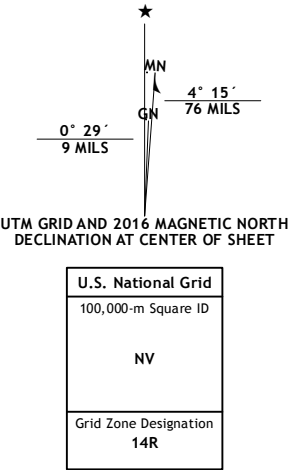 ★
MN
4° 15´
76 MILS
GN
0° 29´
9 MILS
UTM GRID AND 2016 MAGNETIC NORTH
DECLINATION AT CENTER OF SHEET
U.S. National Grid
100,000-m Square ID
NV
Grid Zone Designation
14R